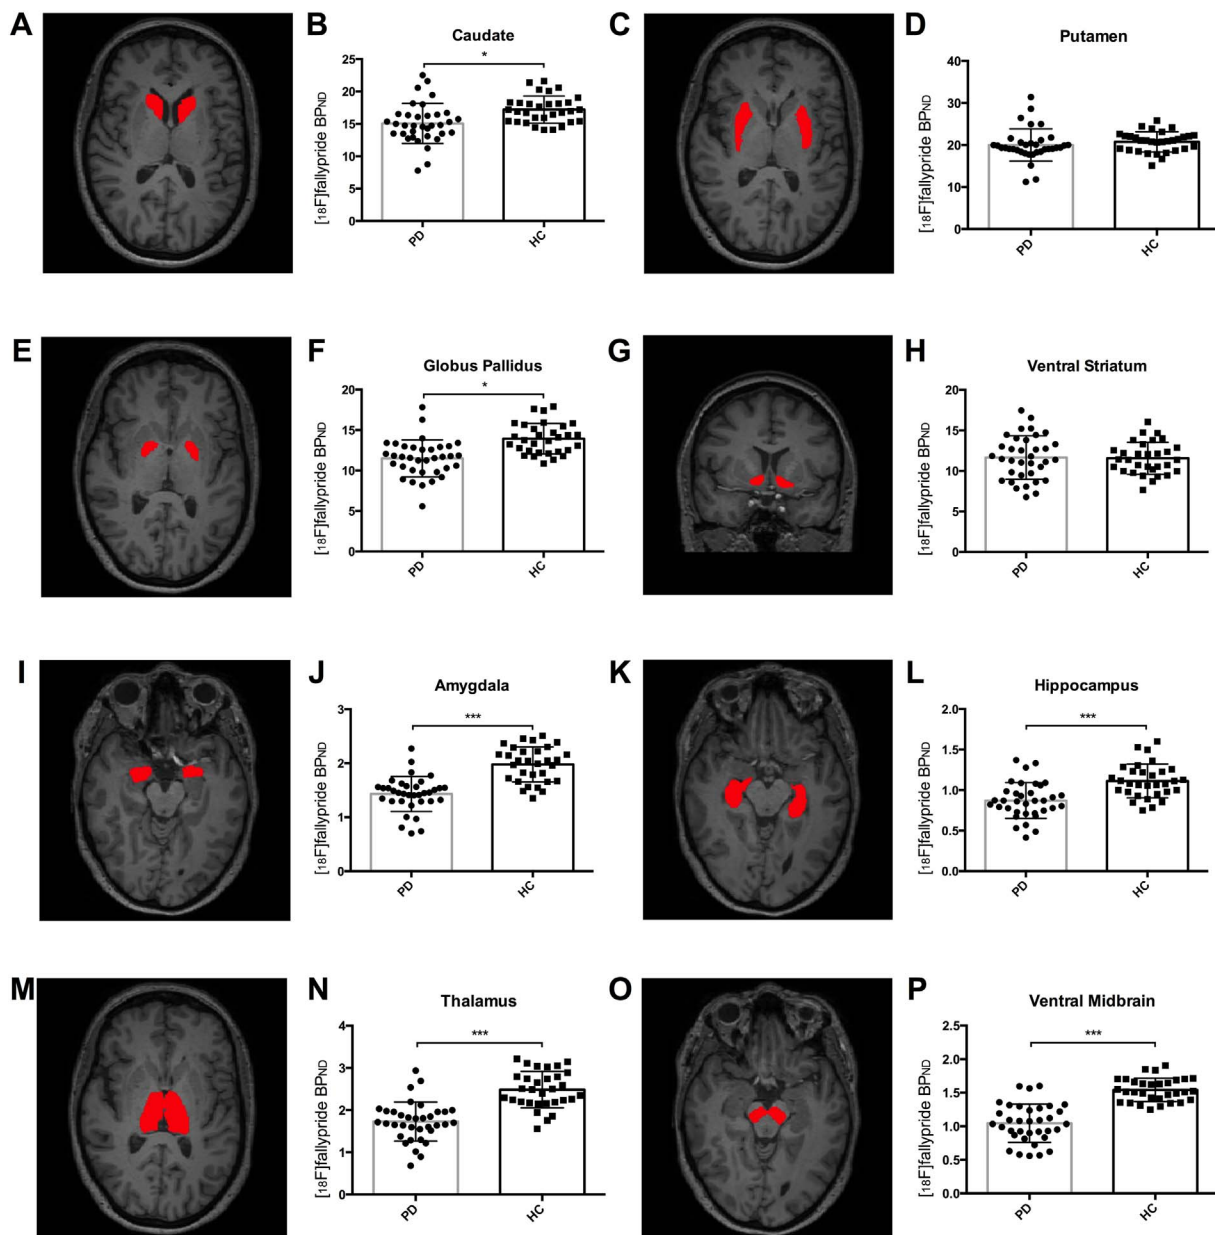 A
B
Caudate
*
25
20
15
10
5
0
[18F]fallypride BPND
PD
HC
C
D
Putamen
40
30
20
10
0
[18F]fallypride BPND
PD
HC
E
F
Globus Pallidus
*
20
15
10
5
0
[18F]fallypride BPND
PD
HC
G
H
Ventral Striatum
20
15
10
5
0
[18F]fallypride BPND
PD
HC
I
J
Amygdala
***
3
2
1
0
[18F]fallypride BPND
PD
HC
K
L
Hippocampus
***
2.0
1.5
1.0
0.5
0.0
[18F]fallypride BPND
PD
HC
M
N
Thalamus
***
4
3
2
1
0
[18F]fallypride BPND
PD
HC
O
P
Ventral Midbrain
***
2.5
2.0
1.5
1.0
0.5
0.0
[18F]fallypride BPND
PD
HC